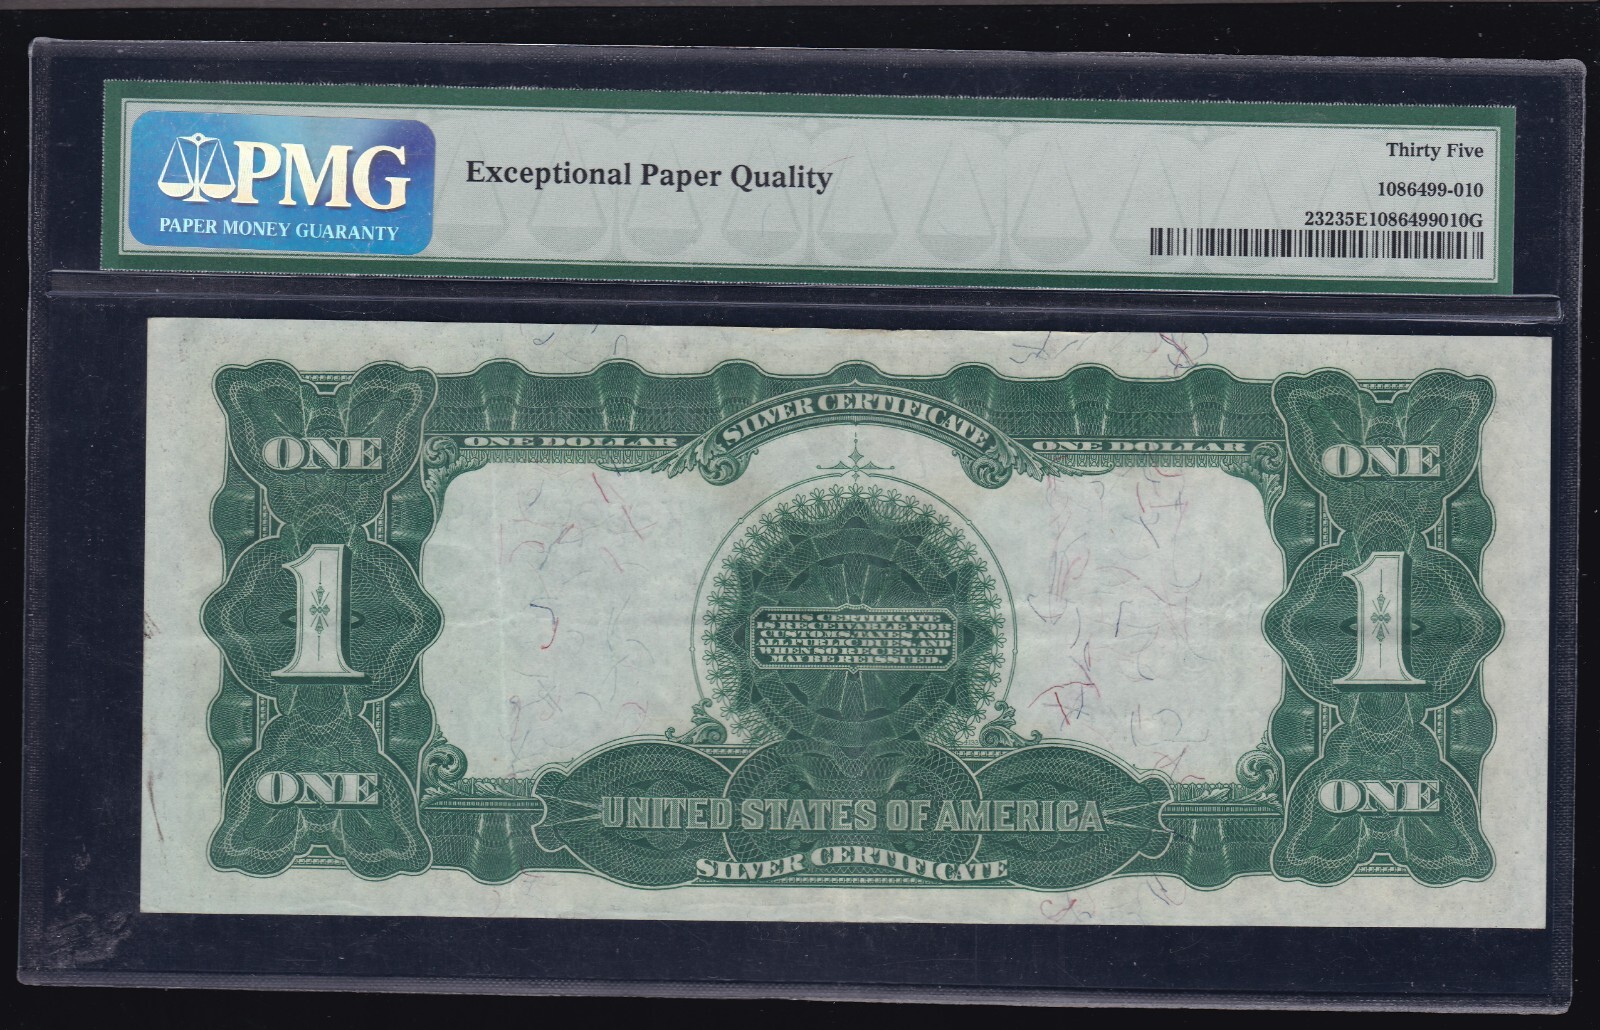 PMG
PAPER MONEY GUARANTY
Exceptional Paper Quality
Thirty Five
1086499-010
23235E1086499010G
SILVER CERTIFICATE
ONE DOLLAR
ONE DOLLAR
ONE
ONE
1
1
THIS CERTIFICATE
IS RECEIVABLE FOR
CUSTOMS, TAXES AND
ALL PUBLIC DUES AND
WHEN SO RECEIVED
MAY BE REISSUED.
ONE
ONE
UNITED STATES OF AMERICA
SILVER CERTIFICATE